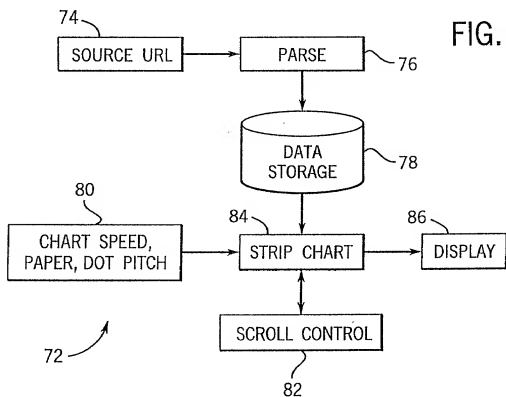 74
SOURCE URL
PARSE
76
FIG.
DATA
STORAGE
78
80
CHART SPEED,
PAPER, DOT PITCH
84
STRIP CHART
86
DISPLAY
SCROLL CONTROL
82
72